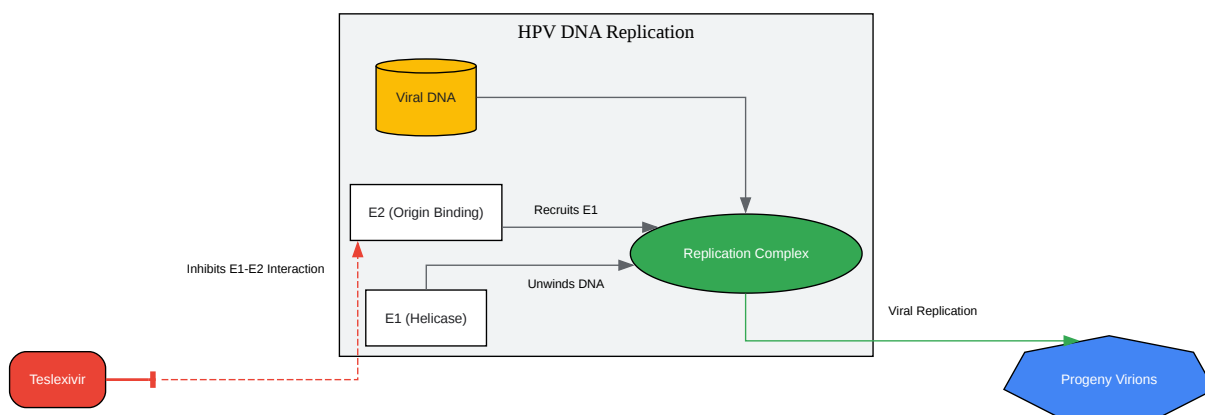 HPV DNA Replication
Viral DNA
E2 (Origin Binding)
Recruits E1
Replication Complex
Inhibits E1-E2 Interaction
Unwinds DNA
E1 (Helicase)
Viral Replication
Teslexivir
Progeny Virions